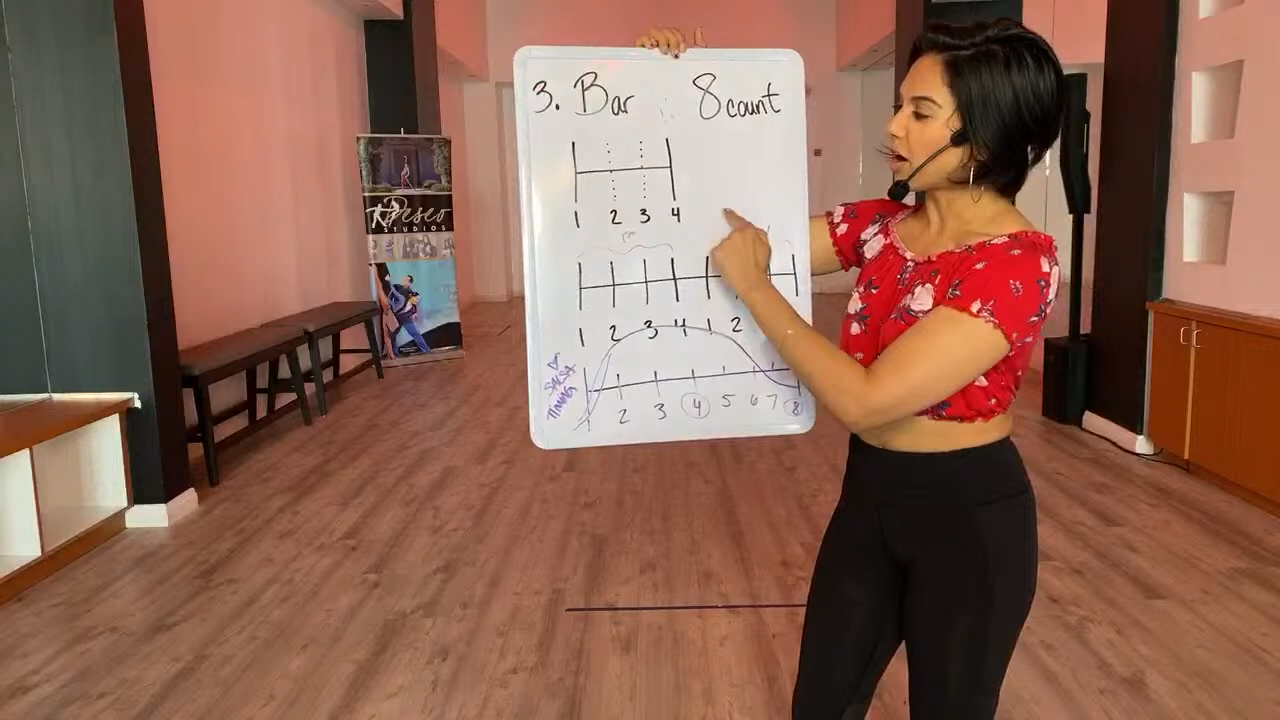 3. Bar 8 count
1 2 3 4
1 2 3 4 1 2
SALSA
TIMING
1 2 3 4 5 6 7 8
Deseo
STUDIOS